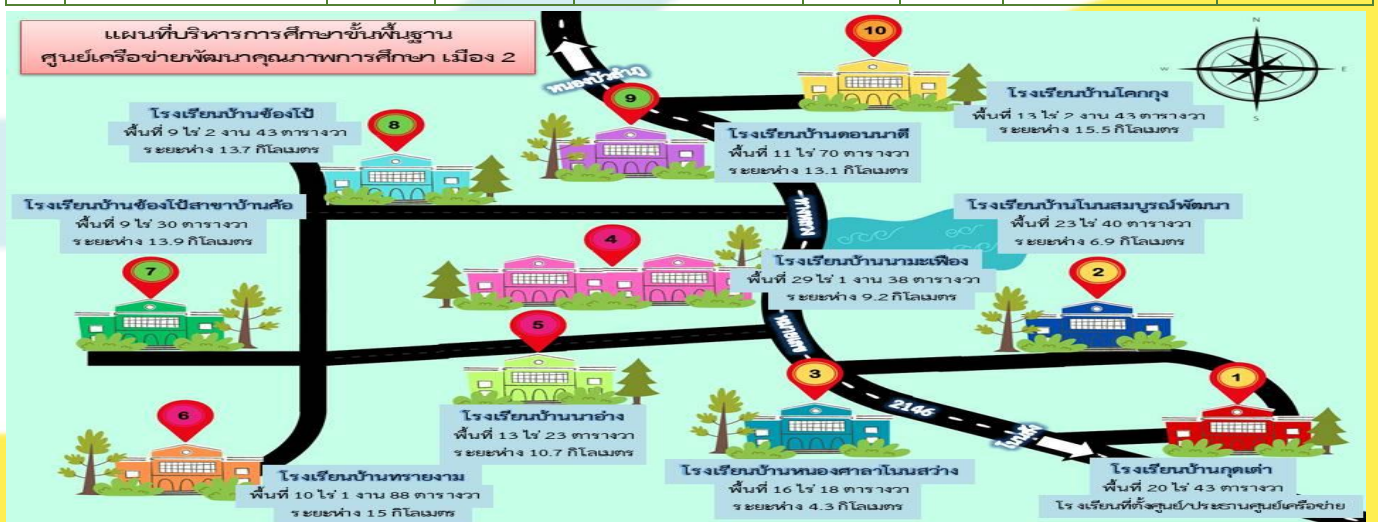 แผนที่บริหารการศึกษาขั้นพื้นฐาน
ศูนย์เครือข่ายพัฒนาคุณภาพการศึกษา เมือง 2
N
W
E
S
หนองบัวลำภู
10
โรงเรียนบ้านโคกกุง
พื้นที่ 13 ไร่ 2 งาน 43 ตารางวา
ระยะห่าง 15.5 กิโลเมตร
9
โรงเรียนบ้านดอนนาดี
พื้นที่ 11 ไร่ 70 ตารางวา
ระยะห่าง 13.1 กิโลเมตร
8
โรงเรียนบ้านข้องโป้
พื้นที่ 9 ไร่ 2 งาน 43 ตารางวา
ระยะห่าง 13.7 กิโลเมตร
7
โรงเรียนบ้านข้องโป้สาขาบ้านค้อ
พื้นที่ 9 ไร่ 30 ตารางวา
ระยะห่าง 13.9 กิโลเมตร
4
โรงเรียนบ้านนามะเฟือง
พื้นที่ 29 ไร่ 1 งาน 38 ตารางวา
ระยะห่าง 9.2 กิโลเมตร
โรงเรียนบ้านโนนสมบูรณ์พัฒนา
พื้นที่ 23 ไร่ 40 ตารางวา
ระยะห่าง 6.9 กิโลเมตร
2
5
โรงเรียนบ้านนาอ่าง
พื้นที่ 13 ไร่ 23 ตารางวา
ระยะห่าง 10.7 กิโลเมตร
3
โรงเรียนบ้านหนองศาลาโนนสว่าง
พื้นที่ 16 ไร่ 18 ตารางวา
ระยะห่าง 4.3 กิโลเมตร
2146
1
โรงเรียนบ้านกุดเต่า
พื้นที่ 20 ไร่ 43 ตารางวา
โรงเรียนที่ตั้งศูนย์/ประธานศูนย์เครือข่าย
6
โรงเรียนบ้านทรายงาม
พื้นที่ 10 ไร่ 1 งาน 88 ตารางวา
ระยะห่าง 15 กิโลเมตร